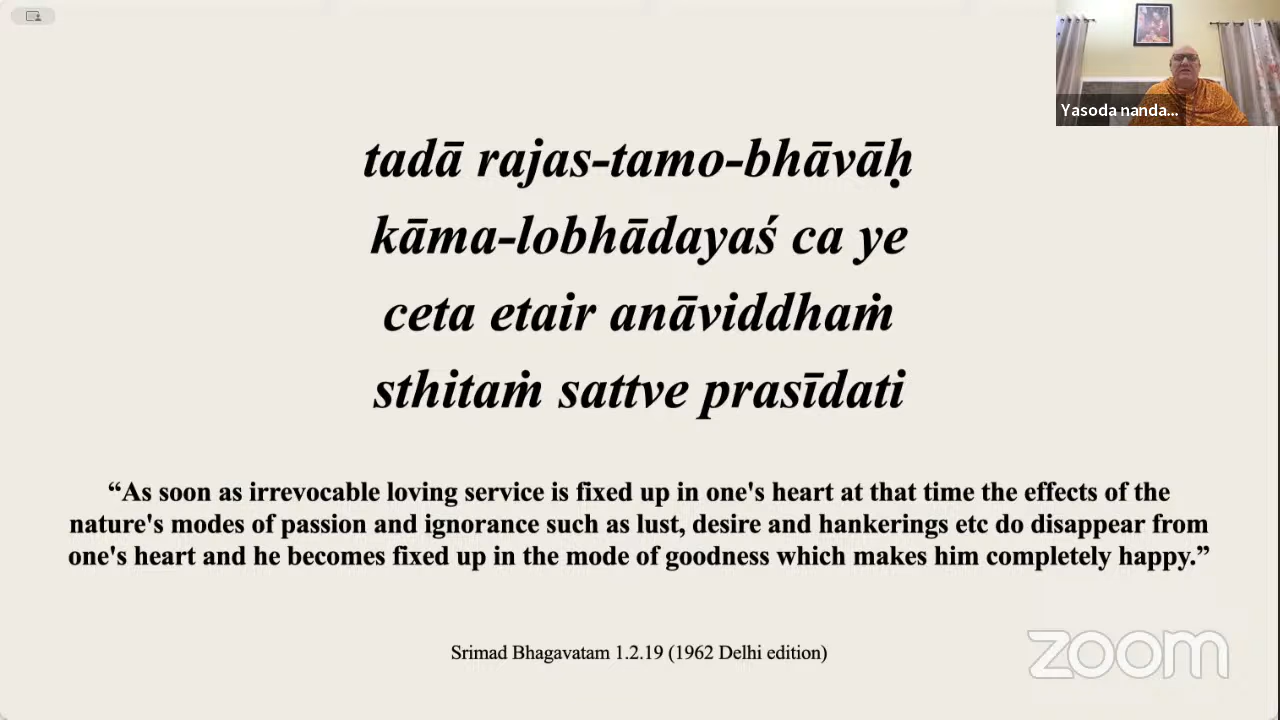 Yasoda nanda...
tadā rajas-tamo-bhāvāḥ
kāma-lobhādayaś ca ye
ceta etair anāviddhaṁ
sthitaṁ sattve prasīdati
“As soon as irrevocable loving service is fixed up in one's heart at that time the effects of the
nature's modes of passion and ignorance such as lust, desire and hankerings etc do disappear from
one's heart and he becomes fixed up in the mode of goodness which makes him completely happy.”
Srimad Bhagavatam 1.2.19 (1962 Delhi edition)
zoom